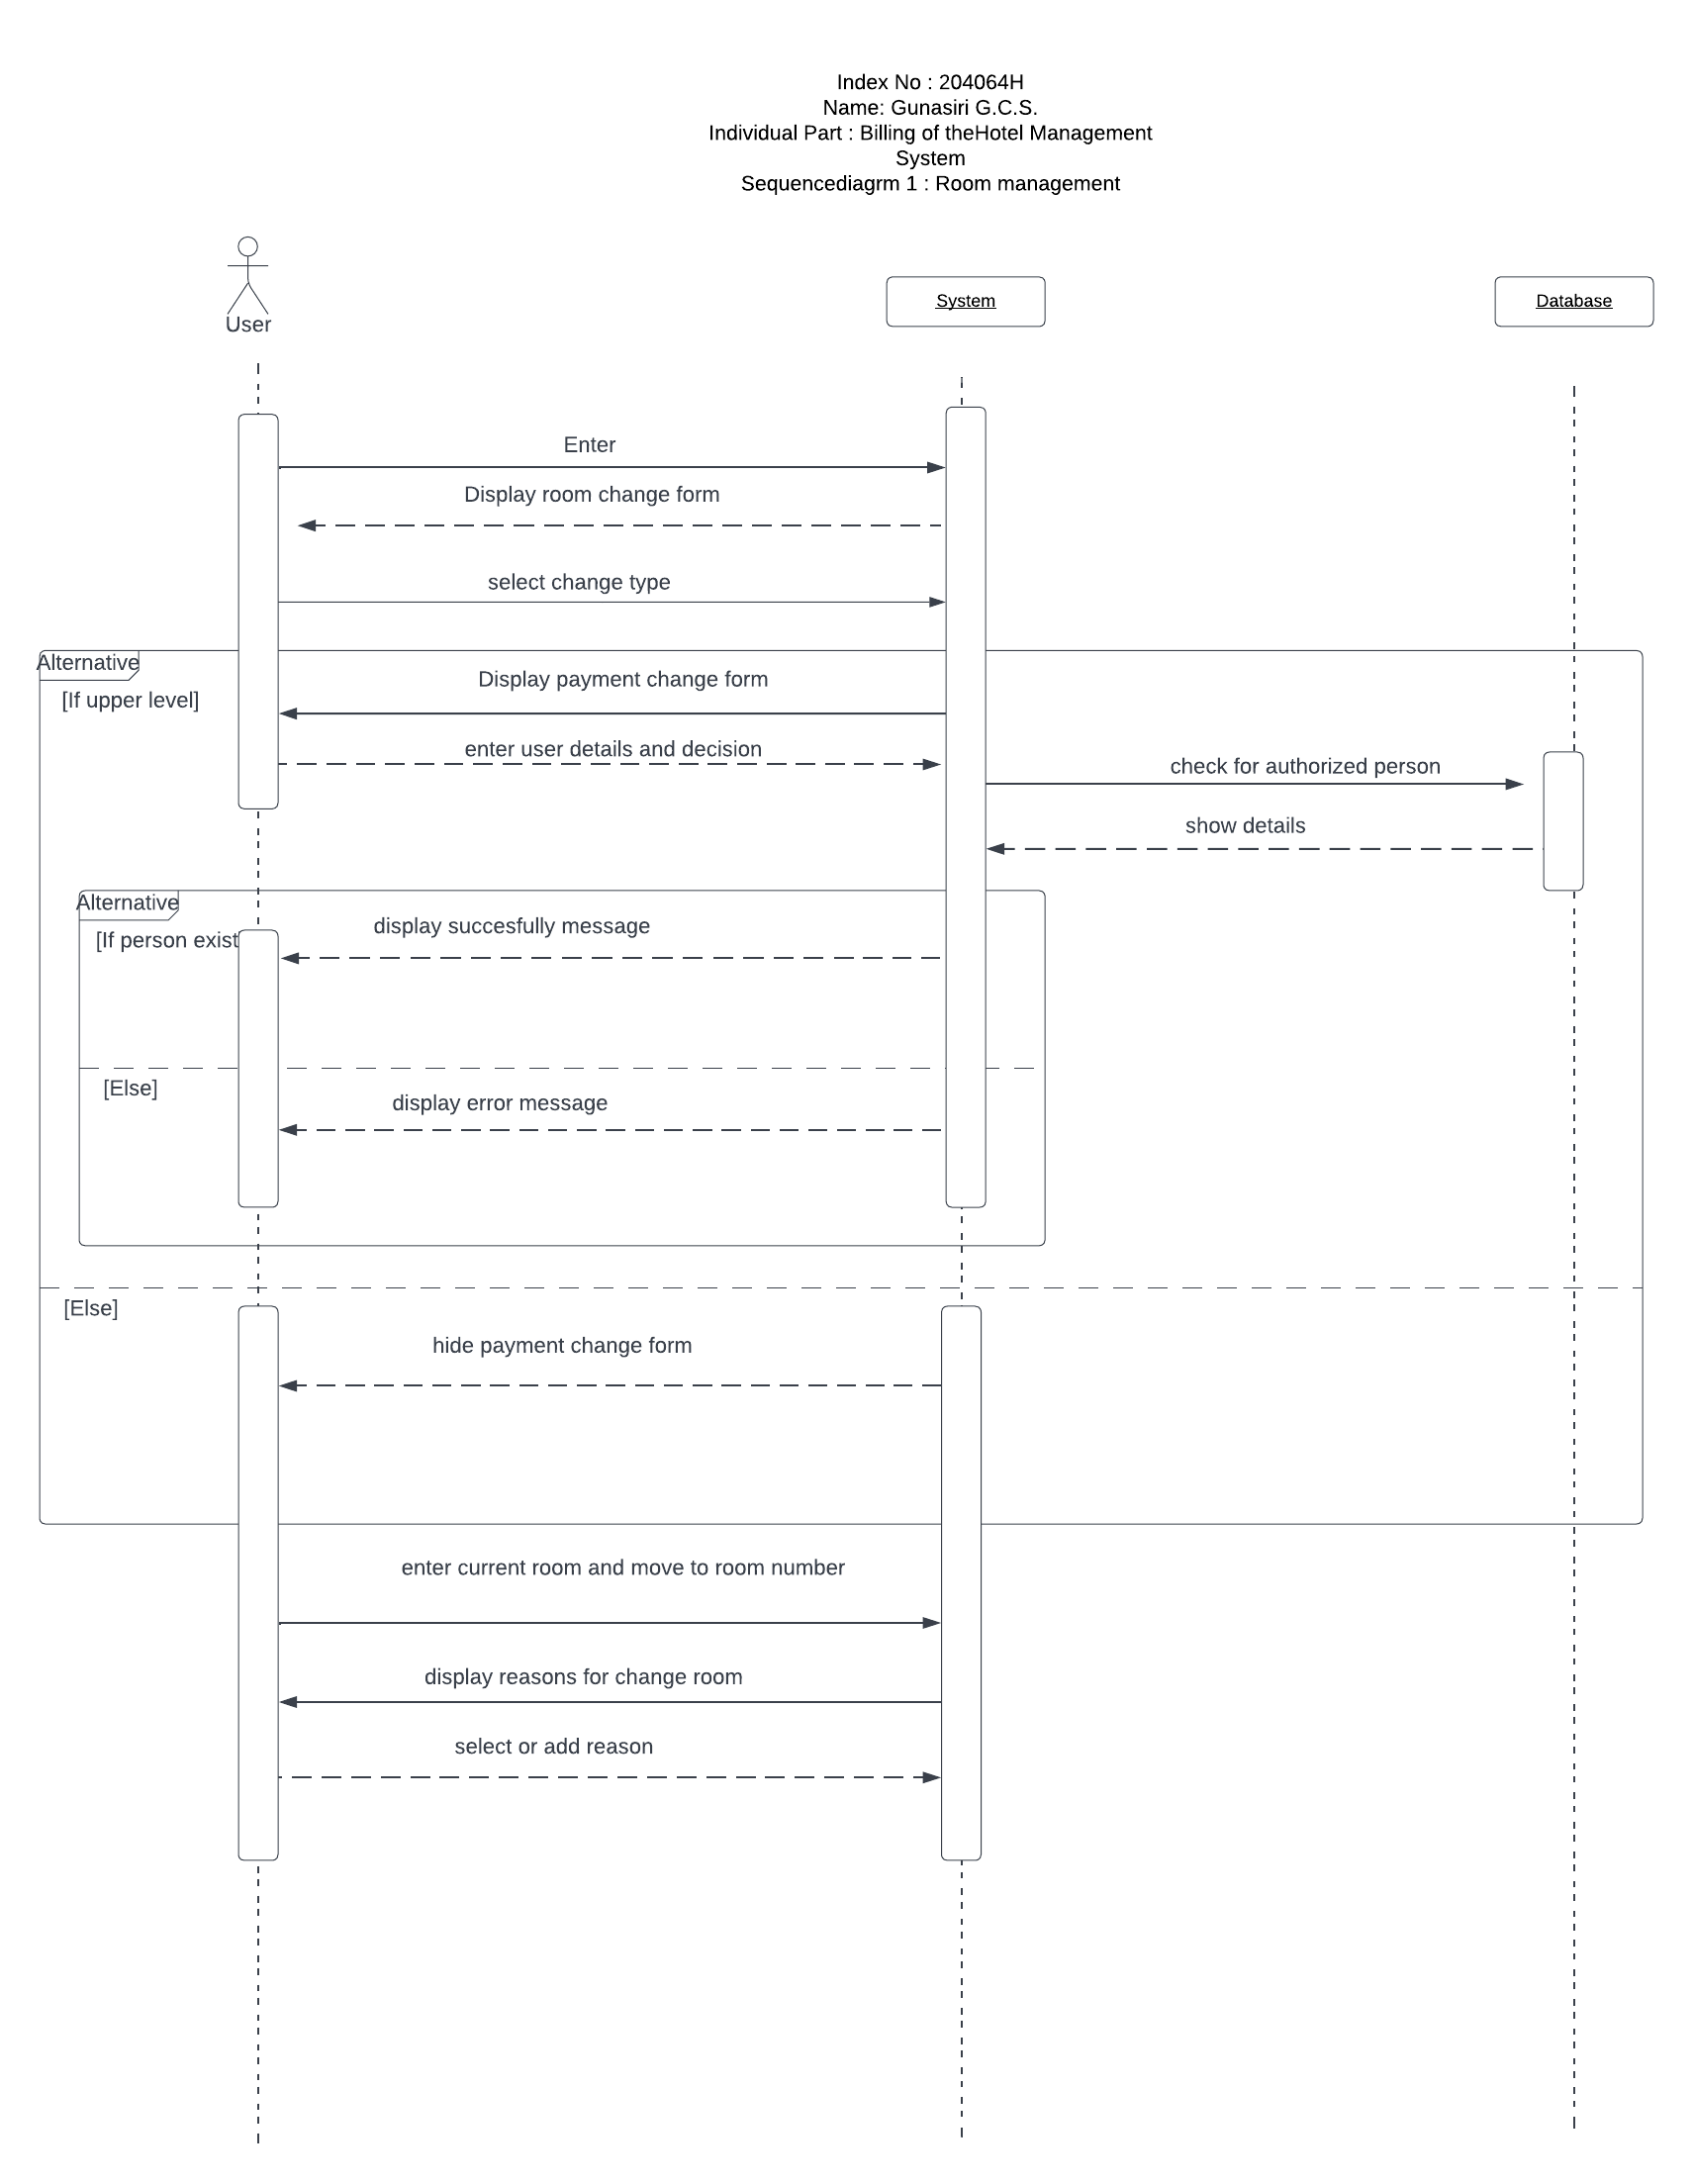 Index No : 204064H
Name: Gunasiri G.C.S.
Individual Part : Billing of theHotel Management
System
Sequencediagrm 1 : Room management
User
System
Database
Enter
Display room change form
select change type
Alternative
[If upper level]
Display payment change form
enter user details and decision
check for authorized person
show details
Alternative
[If person exist
display succesfully message
[Else]
display error message
[Else]
hide payment change form
enter current room and move to room number
display reasons for change room
select or add reason